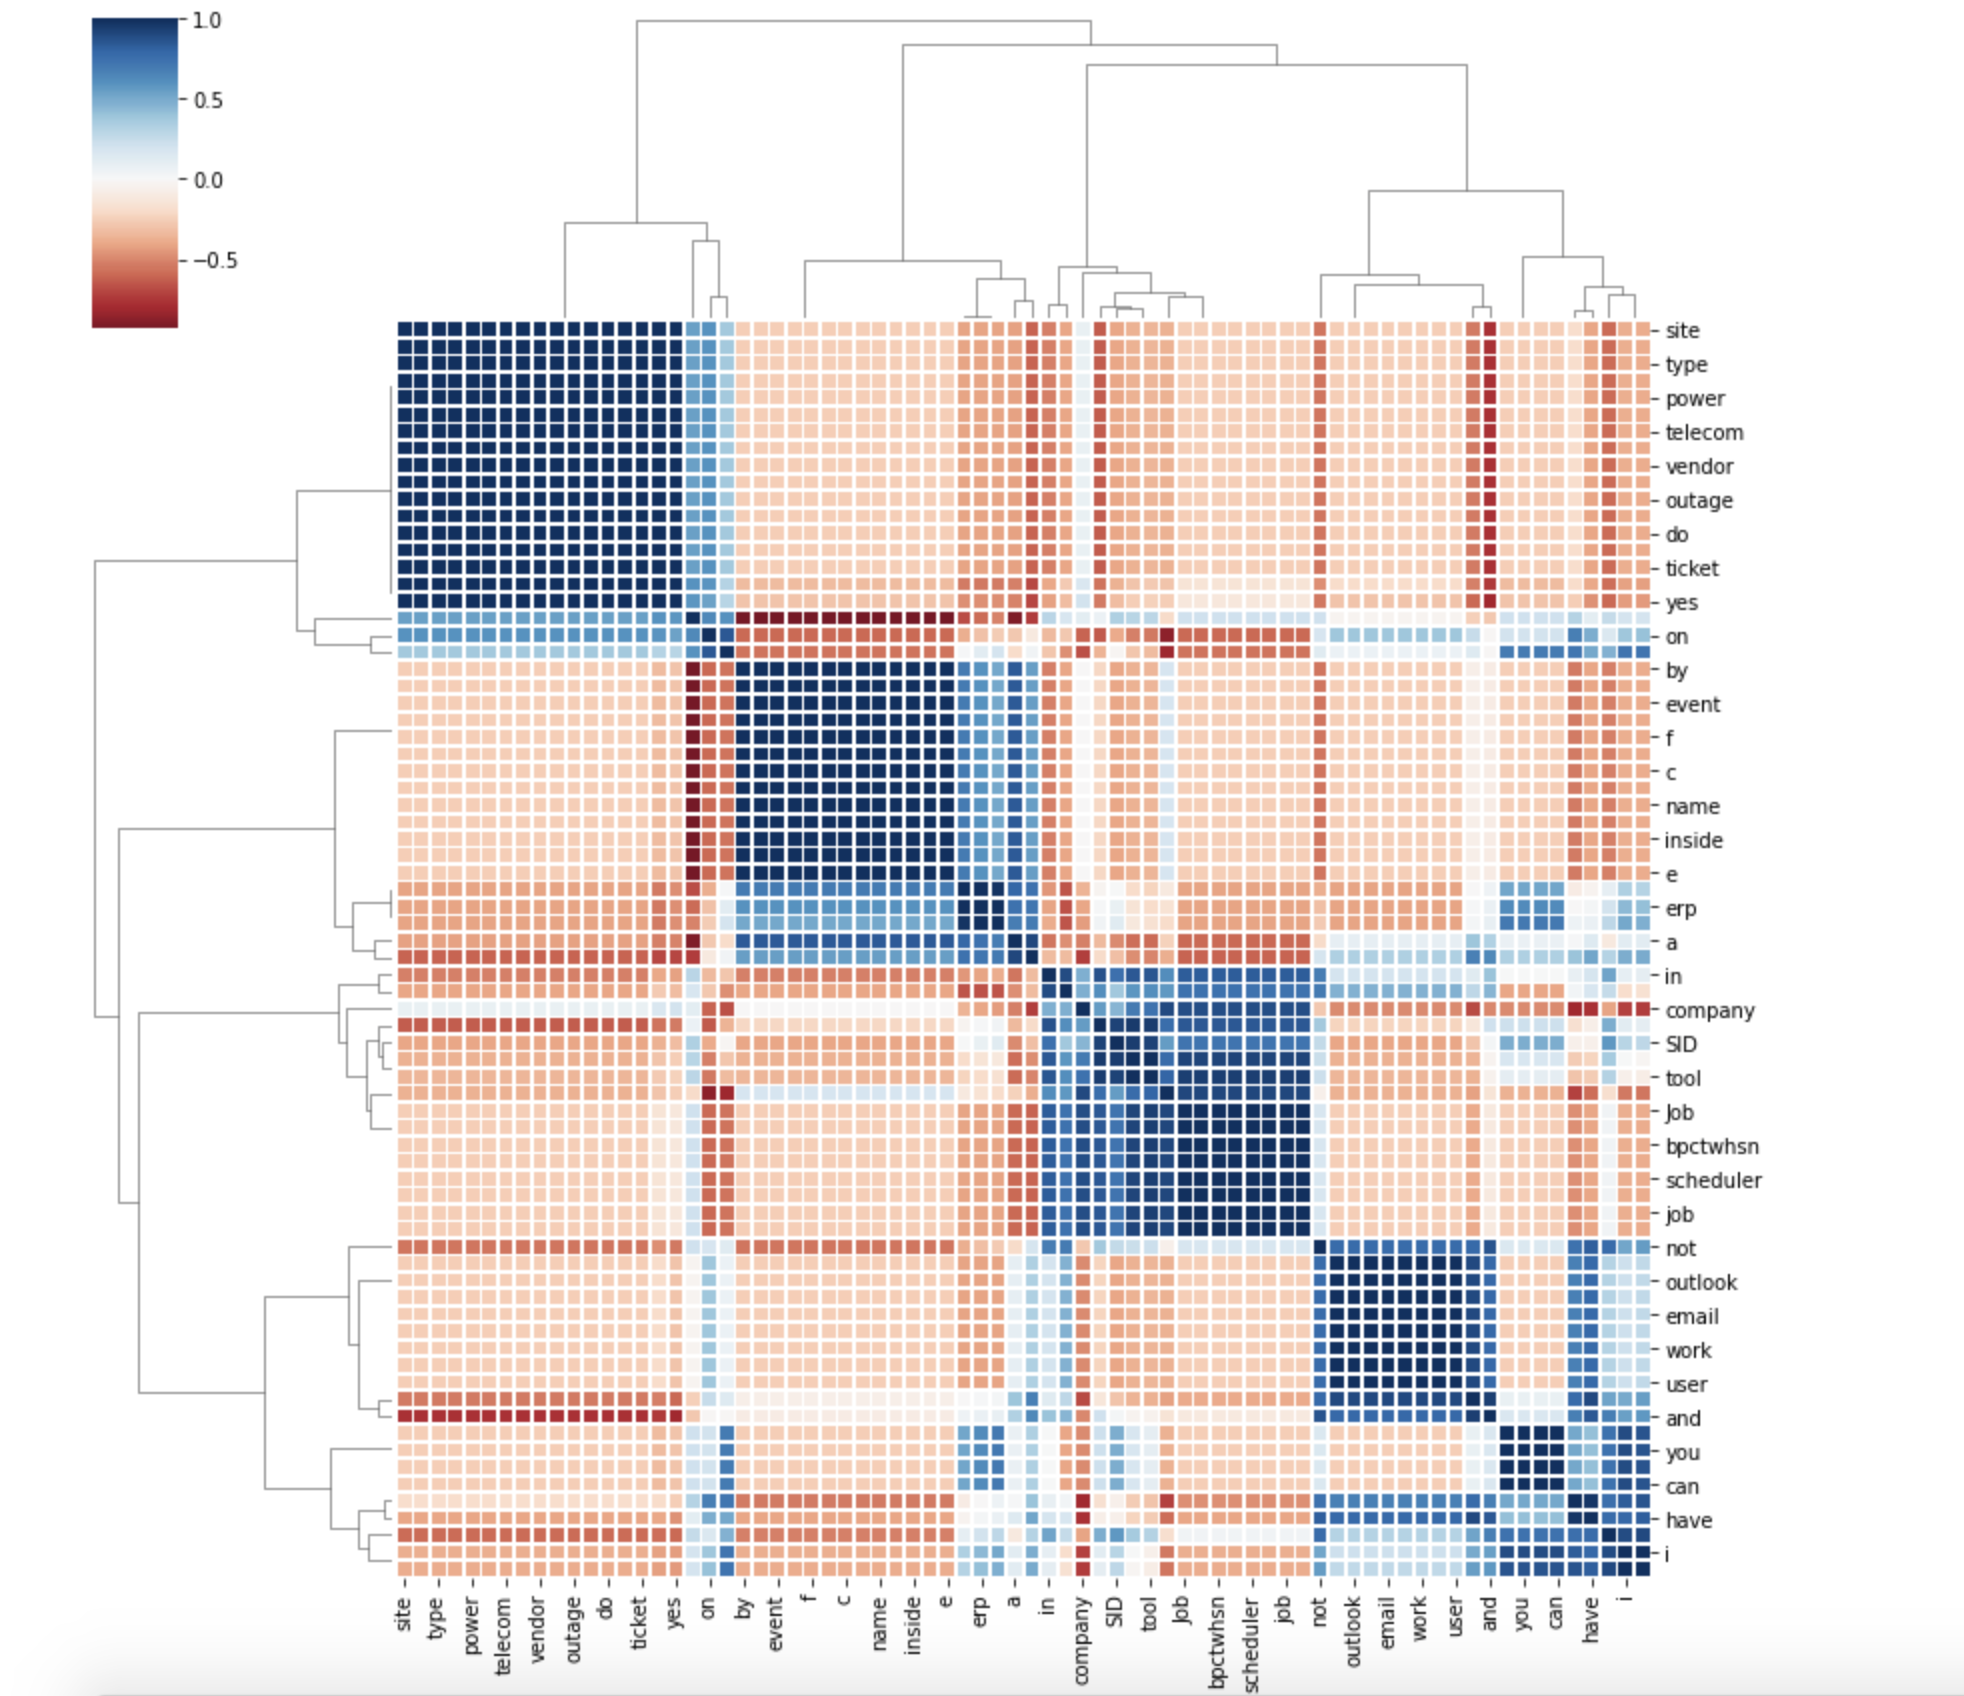 1.0
0.5
0.0
−0.5
site
type
power
telecom
vendor
outage
do
ticket
yes
on
by
event
f
c
name
inside
e
erp
a
in
company
SID
tool
Job
bpctwhsn
scheduler
job
not
outlook
email
work
user
and
you
can
have
i
site
type
power
telecom
vendor
outage
do
ticket
yes
on
by
event
f
c
name
inside
e
erp
a
in
company
SID
tool
Job
bpctwhsn
scheduler
job
not
outlook
email
work
user
and
you
can
have
i